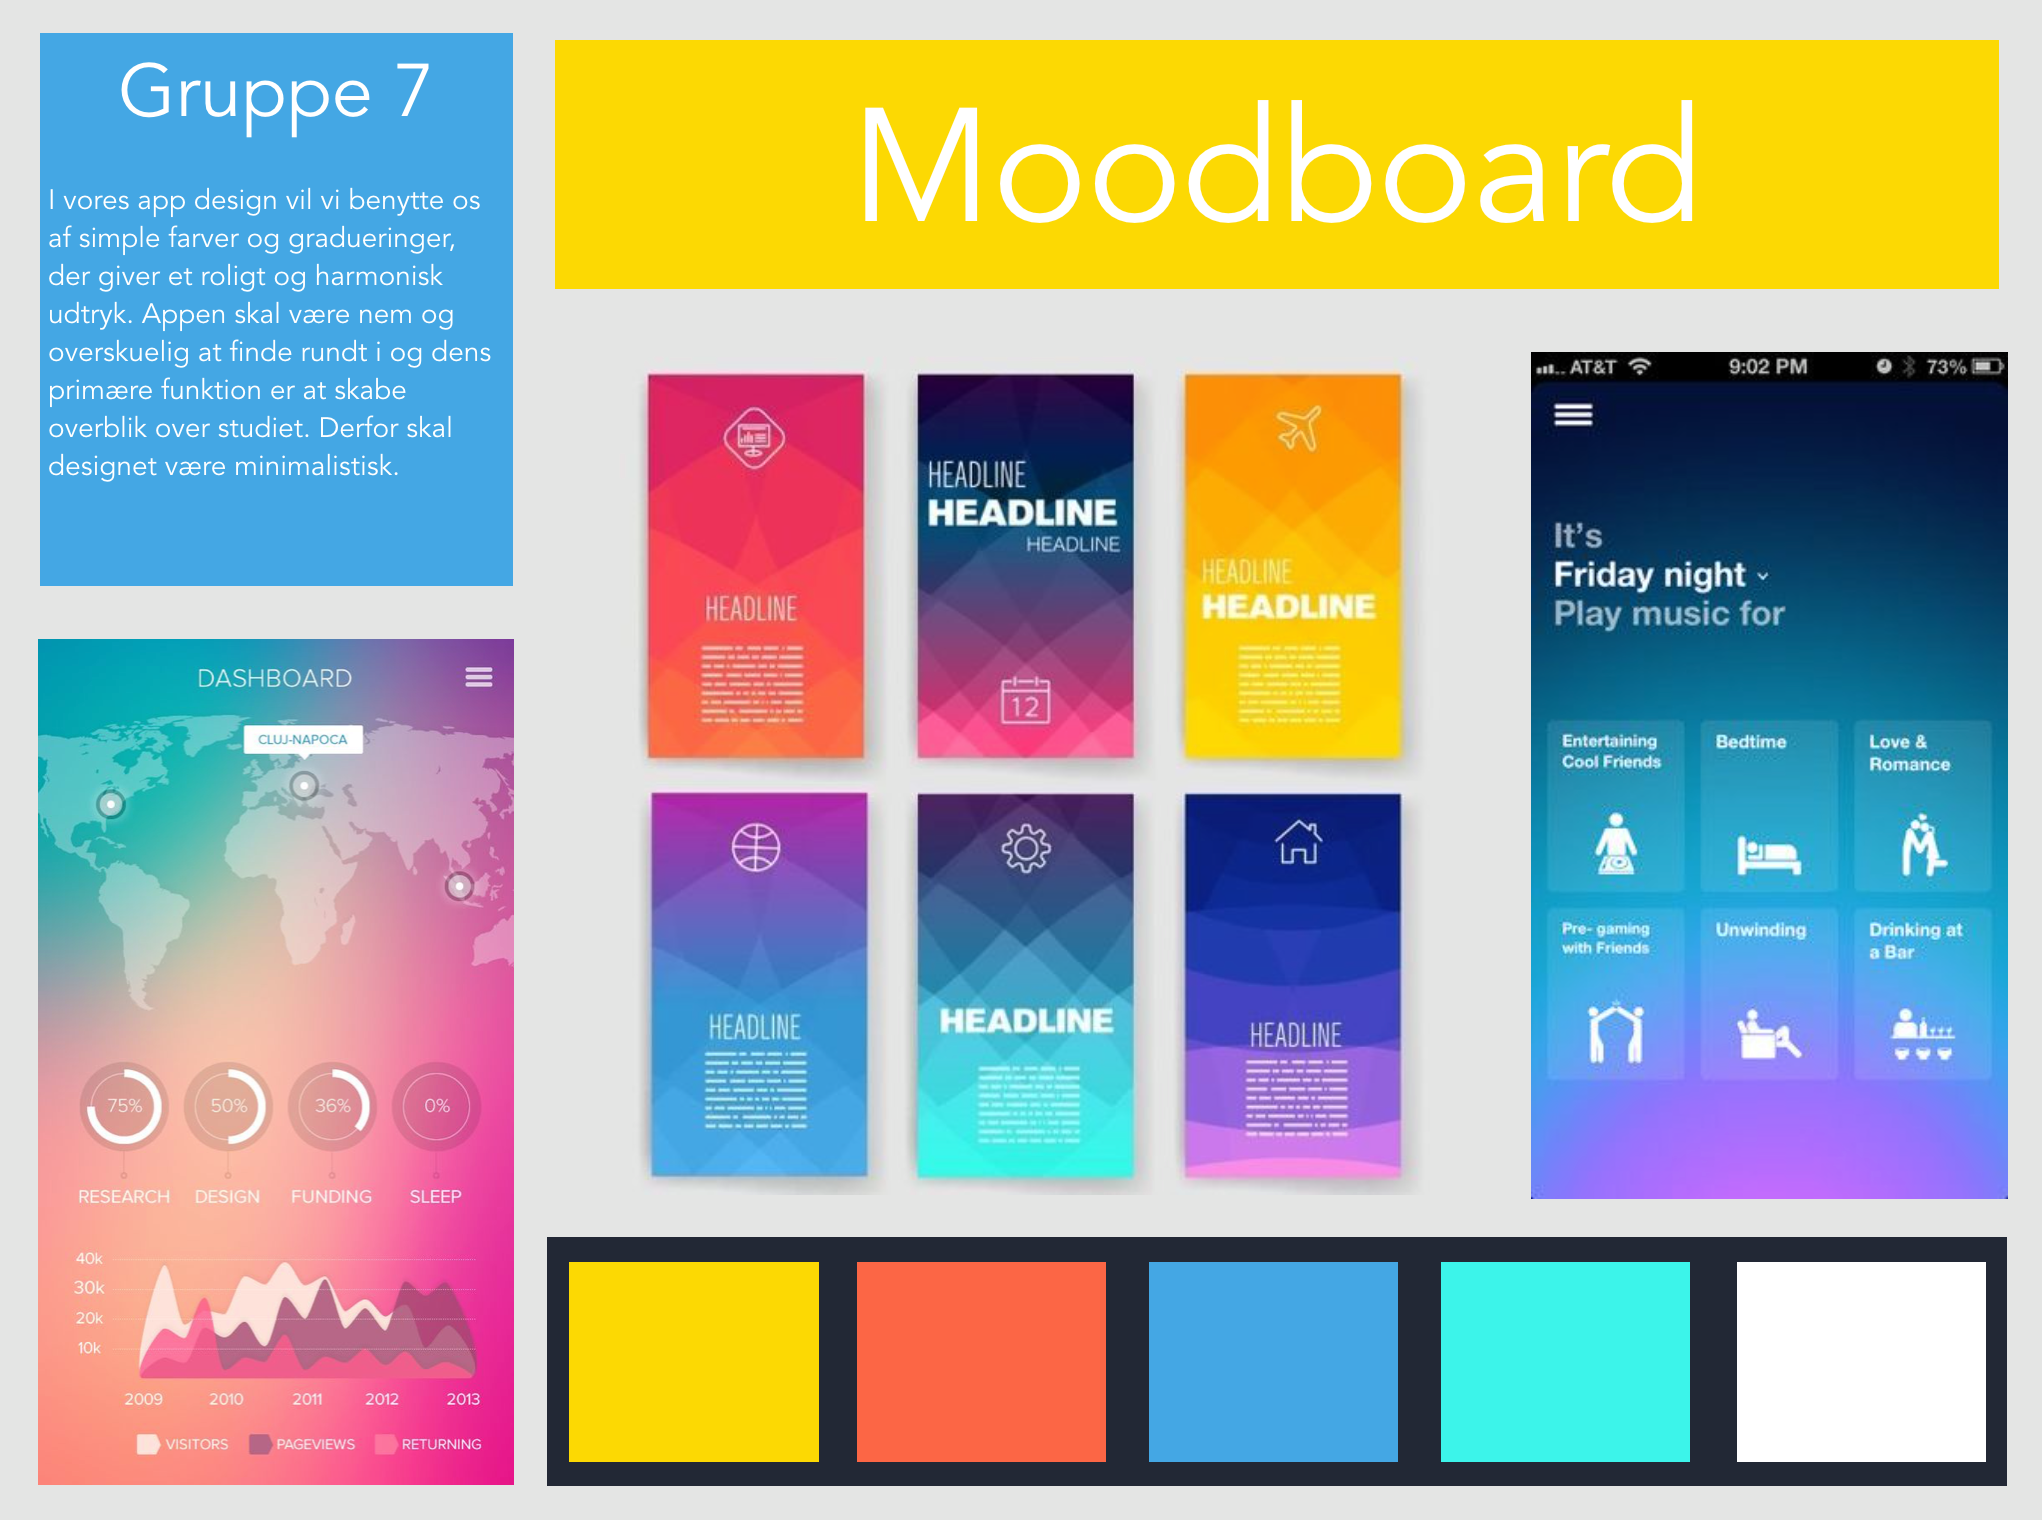 Gruppe 7
I vores app design vil vi benytte os
af simple farver og gradueringer,
der giver et roligt og harmonisk
udtryk. Appen skal være nem og
overskuelig at finde rundt i og dens
primære funktion er at skabe
overblik over studiet. Derfor skal
designet være minimalistisk.
Moodboard
DASHBOARD
CLUJ-NAPOCA
75%
50%
36%
0%
RESEARCH
DESIGN
FUNDING
SLEEP
40k
30k
20k
10k
2009
2010
2011
2012
2013
VISITORS
PAGEVIEWS
RETURNING
HEADLINE
HEADLINE
HEADLINE
HEADLINE
12
HEADLINE
HEADLINE
HEADLINE
HEADLINE
HEADLINE
AT&T
9:02 PM
73%
It's
Friday night
Play music for
Entertaining
Cool Friends
Bedtime
Love &
Romance
Pre- gaming
with Friends
Unwinding
Drinking at
a Bar